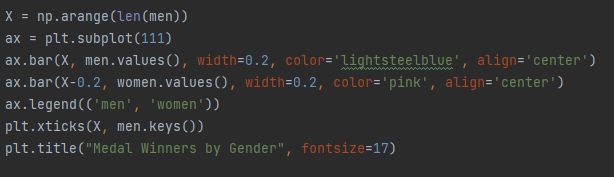 X = np.arange(len(men))
ax = plt.subplot(111)
ax.bar(X, men.values(), width=0.2, color='lightsteelblue', align='center')
ax.bar(X-0.2, women.values(), width=0.2, color='pink', align='center')
ax.legend(('men', 'women'))
plt.xticks(X, men.keys())
plt.title("Medal Winners by Gender", fontsize=17)